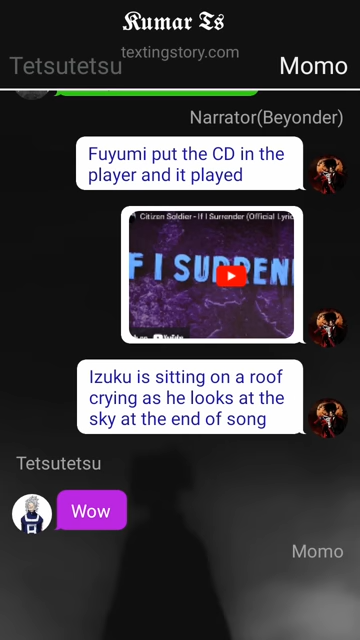 Kumar Ts
textingstory.com
Tetsutetsu
Momo
Narrator(Beyonder)
Fuyumi put the CD in the
player and it played
Citizen Soldier - If I Surrender (Official Lyric
F I SURREN
YouTube
Izuku is sitting on a roof
crying as he looks at the
sky at the end of song
Tetsutetsu
Wow
Momo